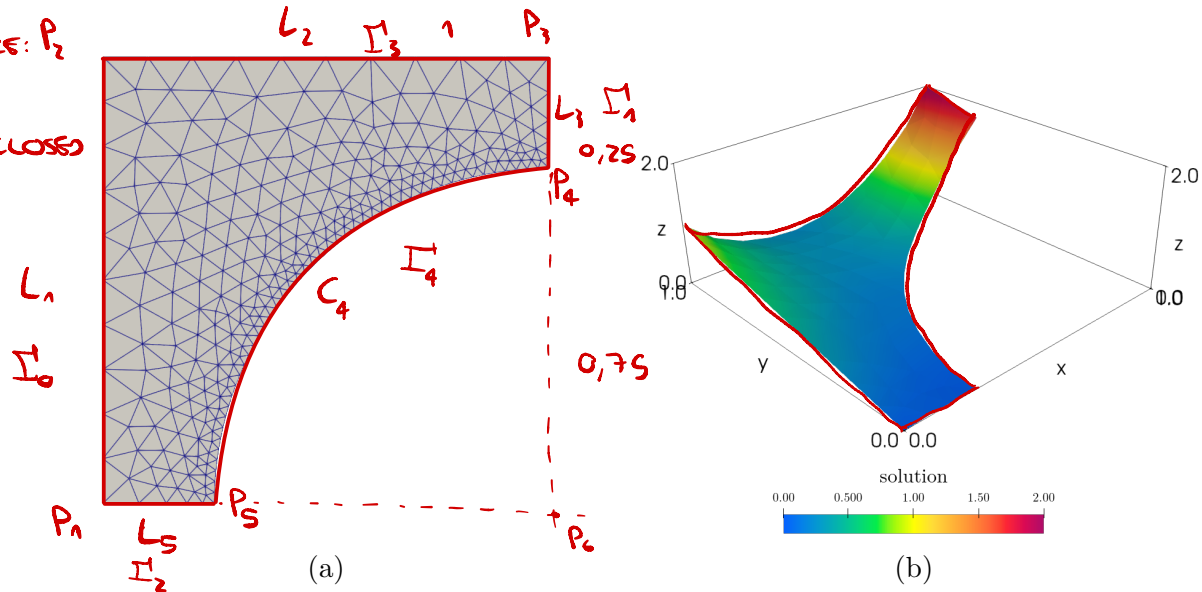 L₂ Γ₃ 1 P₃
P₂
L₃ Γ₁
CLOSED
0,25
P₄
Γ₄
L₁
C₄
Γ₀
0,75
P₁
L₅
P₅
P₆
Γ₂
(a)
2.0
z
0.0
1.0
y
0.0 0.0
x
2.0
z
0.0
1.0
solution
0.00 0.500 1.00 1.50 2.00
(b)